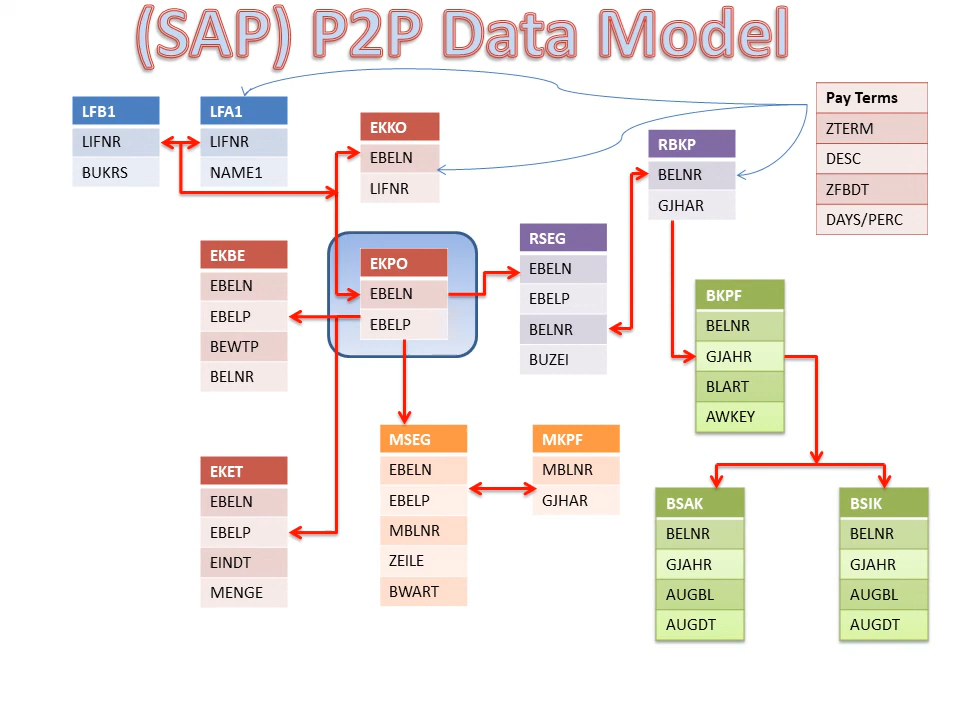 (SAP) P2P Data Model
LFB1
LIFNR
BUKRS
LFA1
LIFNR
NAME1
EKKO
EBELN
LIFNR
RBKP
BELNR
GJHAR
Pay Terms
ZTERM
DESC
ZFBDT
DAYS/PERC
EKBE
EBELN
EBELP
BEWTP
BELNR
EKPO
EBELN
EBELP
RSEG
EBELN
EBELP
BELNR
BUZEI
BKPF
BELNR
GJAHR
BLART
AWKEY
EKET
EBELN
EBELP
EINDT
MENGE
MSEG
EBELN
EBELP
MBLNR
ZEILE
BWART
MKPF
MBLNR
GJHAR
BSAK
BELNR
GJAHR
AUGBL
AUGDT
BSIK
BELNR
GJAHR
AUGBL
AUGDT